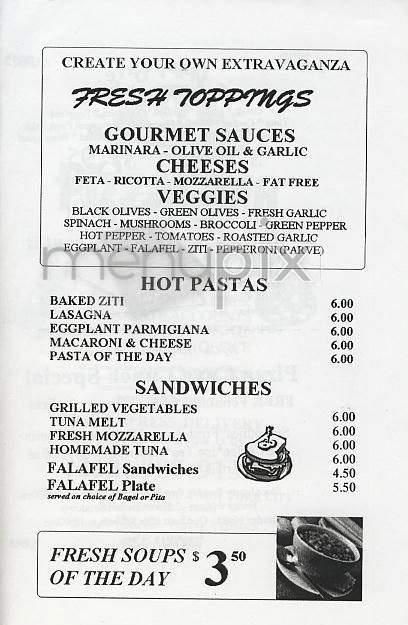 CREATE YOUR OWN EXTRAVAGANZA
FRESH TOPPINGS
GOURMET SAUCES
MARINARA - OLIVE OIL & GARLIC
CHEESES
FETA - RICOTTA - MOZZARELLA - FAT FREE
VEGGIES
BLACK OLIVES - GREEN OLIVES - FRESH GARLIC
SPINACH - MUSHROOMS - BROCCOLI - GREEN PEPPER
HOT PEPPER - TOMATOES - ROASTED GARLIC
EGGPLANT - FALAFEL - ZITI - PEPPERONI (PARVE)
menupix
HOT PASTAS
BAKED ZITI 6.00
LASAGNA 6.00
EGGPLANT PARMIGIANA 6.00
MACARONI & CHEESE 6.00
PASTA OF THE DAY 6.00
SANDWICHES
GRILLED VEGETABLES 6.00
TUNA MELT 6.00
FRESH MOZZARELLA 6.00
HOMEMADE TUNA 6.00
FALAFEL Sandwiches 4.50
FALAFEL Plate 5.50
served on choice of Bagel or Pita
FRESH SOUPS $ 3 50
OF THE DAY